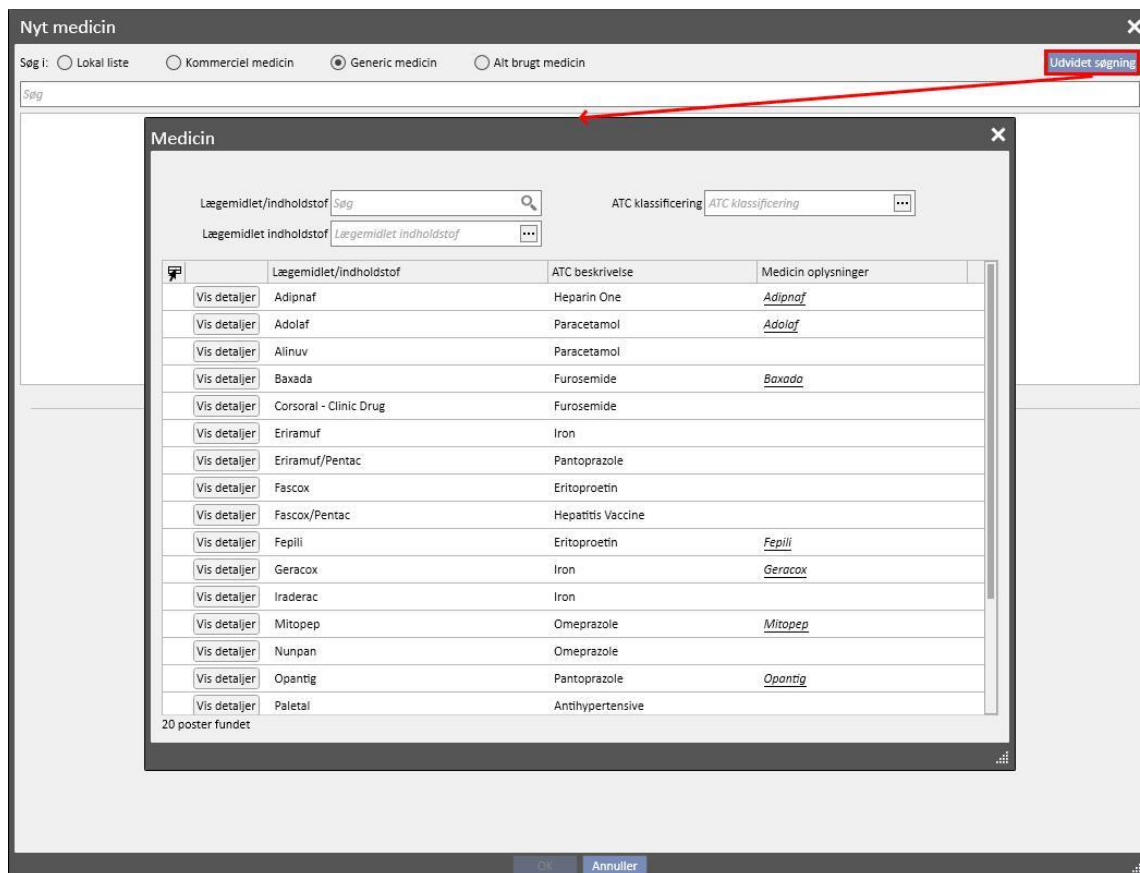 Nyt medicin
Søg i: Lokal liste Kommerciel medicin Generic medicin Alt brugt medicin Udvidet søgning
Søg
Medicin
Lægemidlet/indholdstof Søg ATC klassificering ATC klassificering
Lægemidlet indholdstof Lægemidlet indholdstof
Lægemidlet/indholdstof ATC beskrivelse Medicin oplysninger
Vis detaljer Adipnaf Heparin One Adipnaf
Vis detaljer Adolaf Paracetamol Adolaf
Vis detaljer Alinuv Paracetamol
Vis detaljer Baxada Furosemide Baxada
Vis detaljer Corsoral - Clinic Drug Furosemide
Vis detaljer Eriramuf Iron
Vis detaljer Eriramuf/Pentac Pantoprazole
Vis detaljer Fascox Eritoproetin
Vis detaljer Fascox/Pentac Hepatitis Vaccine
Vis detaljer Fepili Eritoproetin Fepili
Vis detaljer Geracox Iron Geracox
Vis detaljer Iraderac Iron
Vis detaljer Mitopep Omeprazole Mitopep
Vis detaljer Nunpan Omeprazole
Vis detaljer Opantig Pantoprazole Opantig
Vis detaljer Paletal Antihypertensive
20 poster fundet
OK Annuller